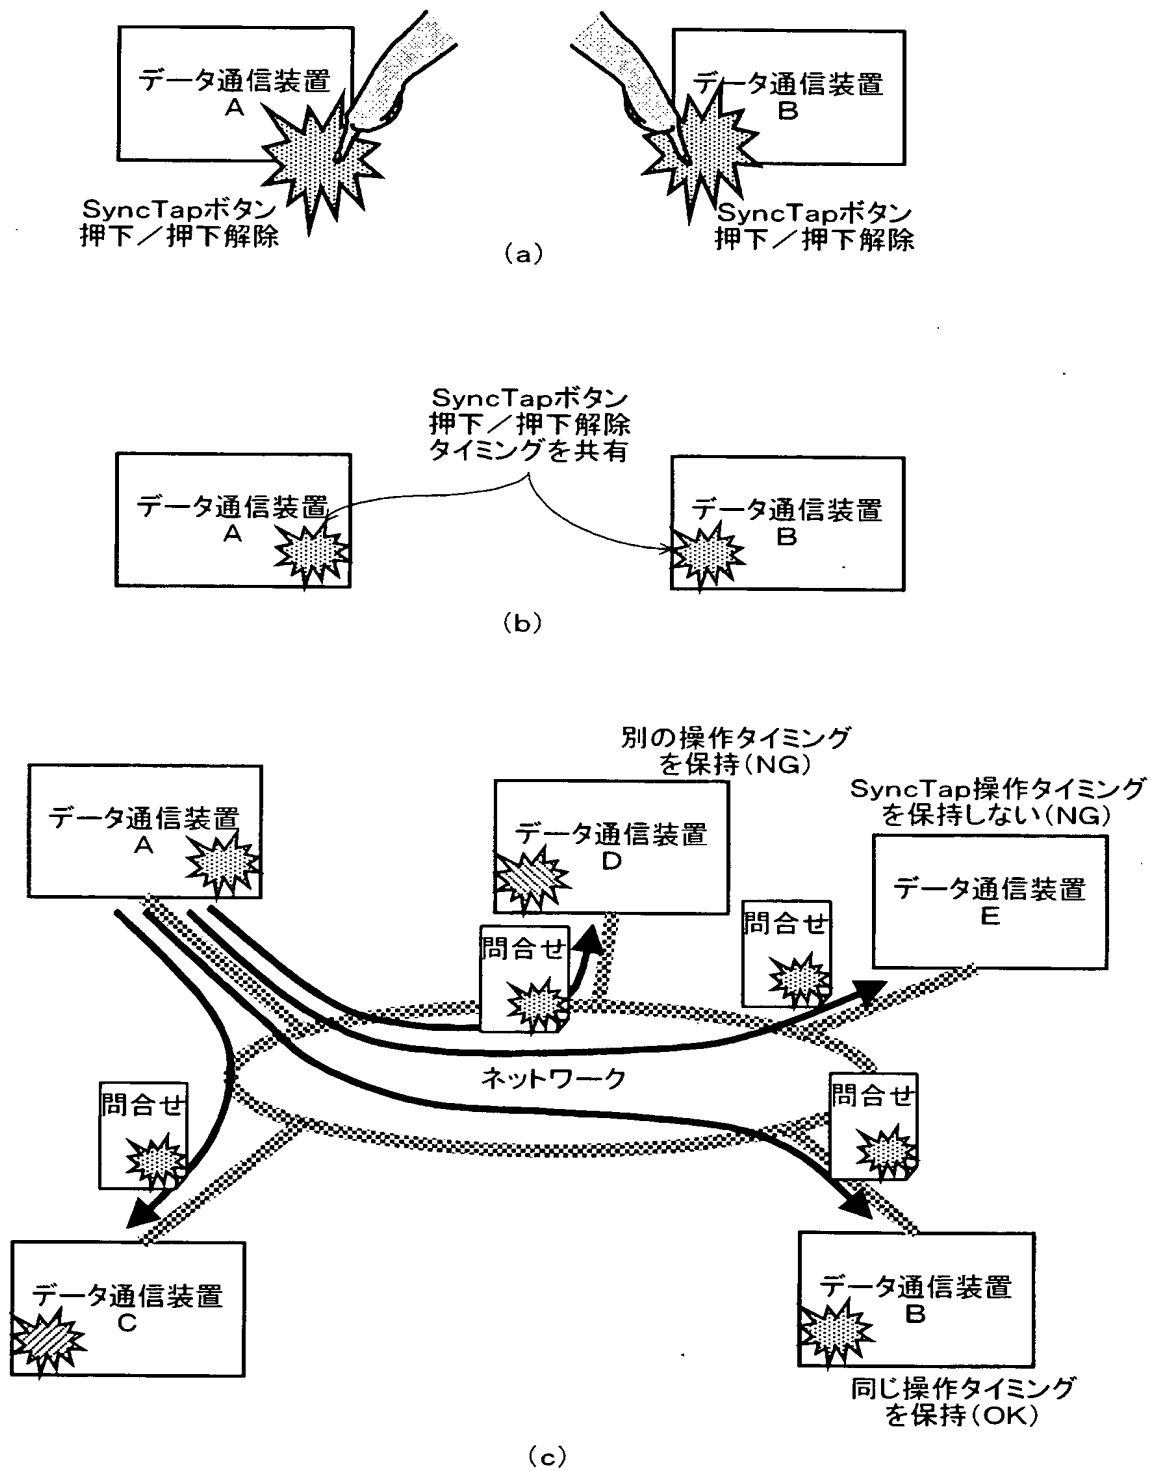 データ通信装置
A
データ通信装置
B
SyncTapボタン
押下／押下解除
SyncTapボタン
押下／押下解除
(a)
SyncTapボタン
押下／押下解除
タイミングを共有
データ通信装置
A
データ通信装置
B
(b)
別の操作タイミング
を保持(NG)
SyncTap操作タイミング
を保持しない(NG)
データ通信装置
A
データ通信装置
D
データ通信装置
E
問合せ
問合せ
ネットワーク
問合せ
問合せ
データ通信装置
C
データ通信装置
B
同じ操作タイミング
を保持(OK)
(c)